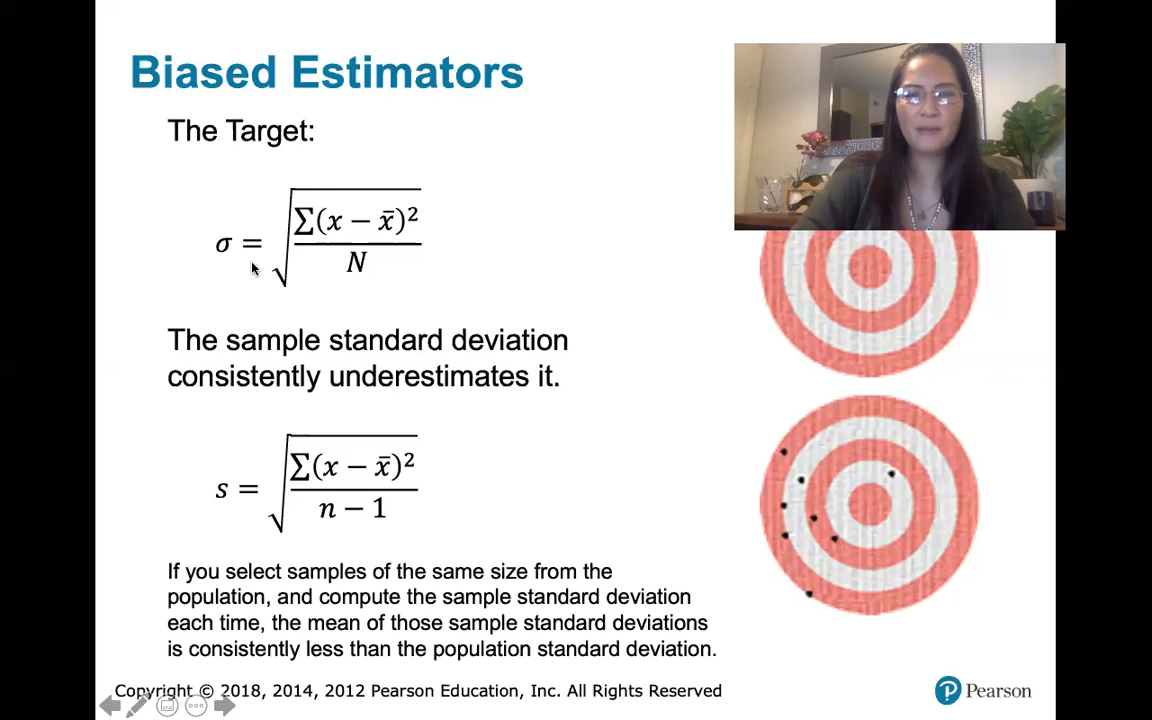 Biased Estimators
The Target:
σ = √(∑(x − x̄)² / N)
The sample standard deviation
consistently underestimates it.
s = √(∑(x − x̄)² / n − 1)
If you select samples of the same size from the
population, and compute the sample standard deviation
each time, the mean of those sample standard deviations
is consistently less than the population standard deviation.
Copyright © 2018, 2014, 2012 Pearson Education, Inc. All Rights Reserved
P Pearson